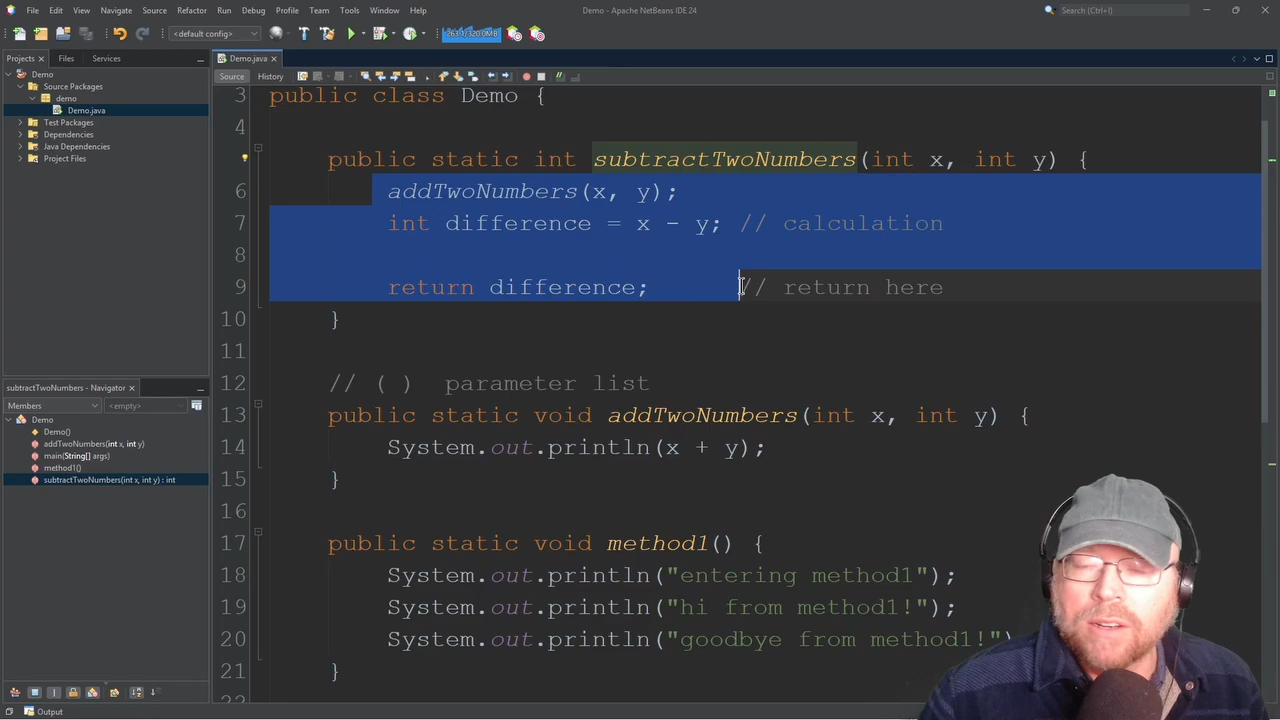 File Edit View Navigate Source Refactor Run Debug Profile Team Tools Window Help
Demo - Apache NetBeans IDE 24
Search (Ctrl+I)
<default config>
263.1/320.0MB
Projects Files Services
Demo
Source Packages
demo
Demo.java
Test Packages
Dependencies
Java Dependencies
Project Files
subtractTwoNumbers - Navigator
Members
<empty>
Demo
Demo()
addTwoNumbers(int x, int y)
main(String[] args)
method1()
subtractTwoNumbers(int x, int y) : int
Output
Demo.java
Source History
3 public class Demo {
4
public static int subtractTwoNumbers(int x, int y) {
6 addTwoNumbers(x, y);
7 int difference = x - y; // calculation
8
9 return difference; // return here
10 }
11
12 // ( ) parameter list
13 public static void addTwoNumbers(int x, int y) {
14 System.out.println(x + y);
15 }
16
17 public static void method1() {
18 System.out.println("entering method1");
19 System.out.println("hi from method1!");
20 System.out.println("goodbye from method1!")
21 }